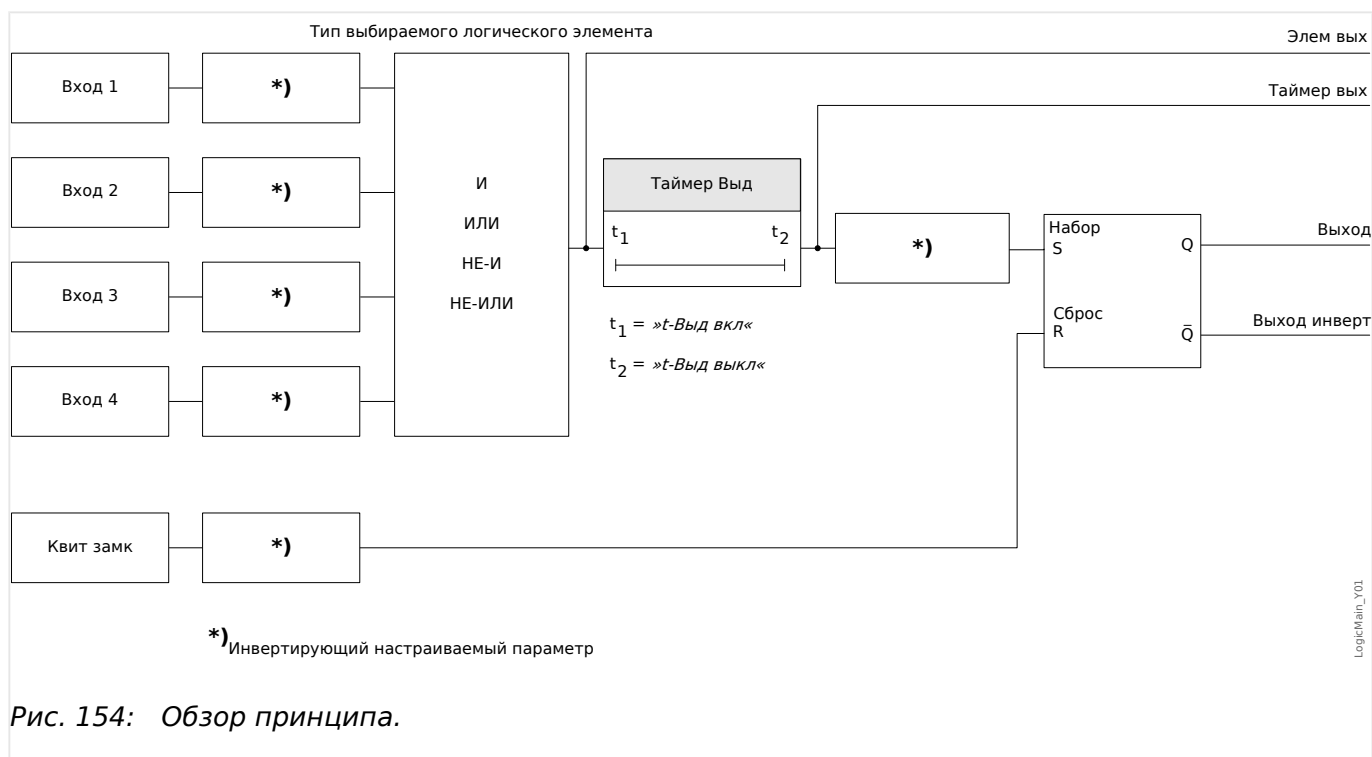 Тип выбираемого логического элемента
Элем вых
Вход 1
*)
Таймер вых
Вход 2
*)
И
ИЛИ
НЕ-И
НЕ-ИЛИ
Таймер Выд
t1
t2
*)
Набор
S
Q
Выход
Вход 3
*)
t1 = »t-Выд вкл«
t2 = »t-Выд выкл«
Сброс
R
Q̅
Выход инверт
Вход 4
*)
Квит замк
*)
*)Инвертирующий настраиваемый параметр
LogicMain_Y01
Рис. 154: Обзор принципа.